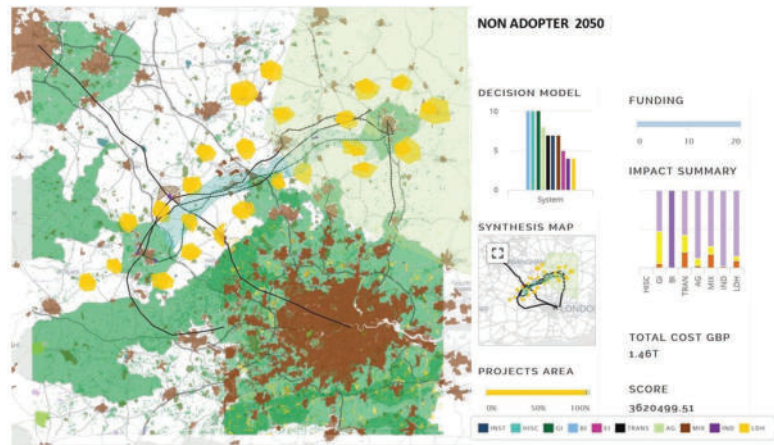 NON ADOPTER 2050
DECISION MODEL
10
5
0
System
FUNDING
0 10 20
IMPACT SUMMARY
HISC
GI
BI
TRAN
AG
MIX
IND
LDH
SYNTHESIS MAP
LONDON
TOTAL COST GBP
1.46T
PROJECTS AREA
0% 50% 100%
SCORE
3620499.51
INST HISC GI BI EI TRANS AG MIX IND LDH